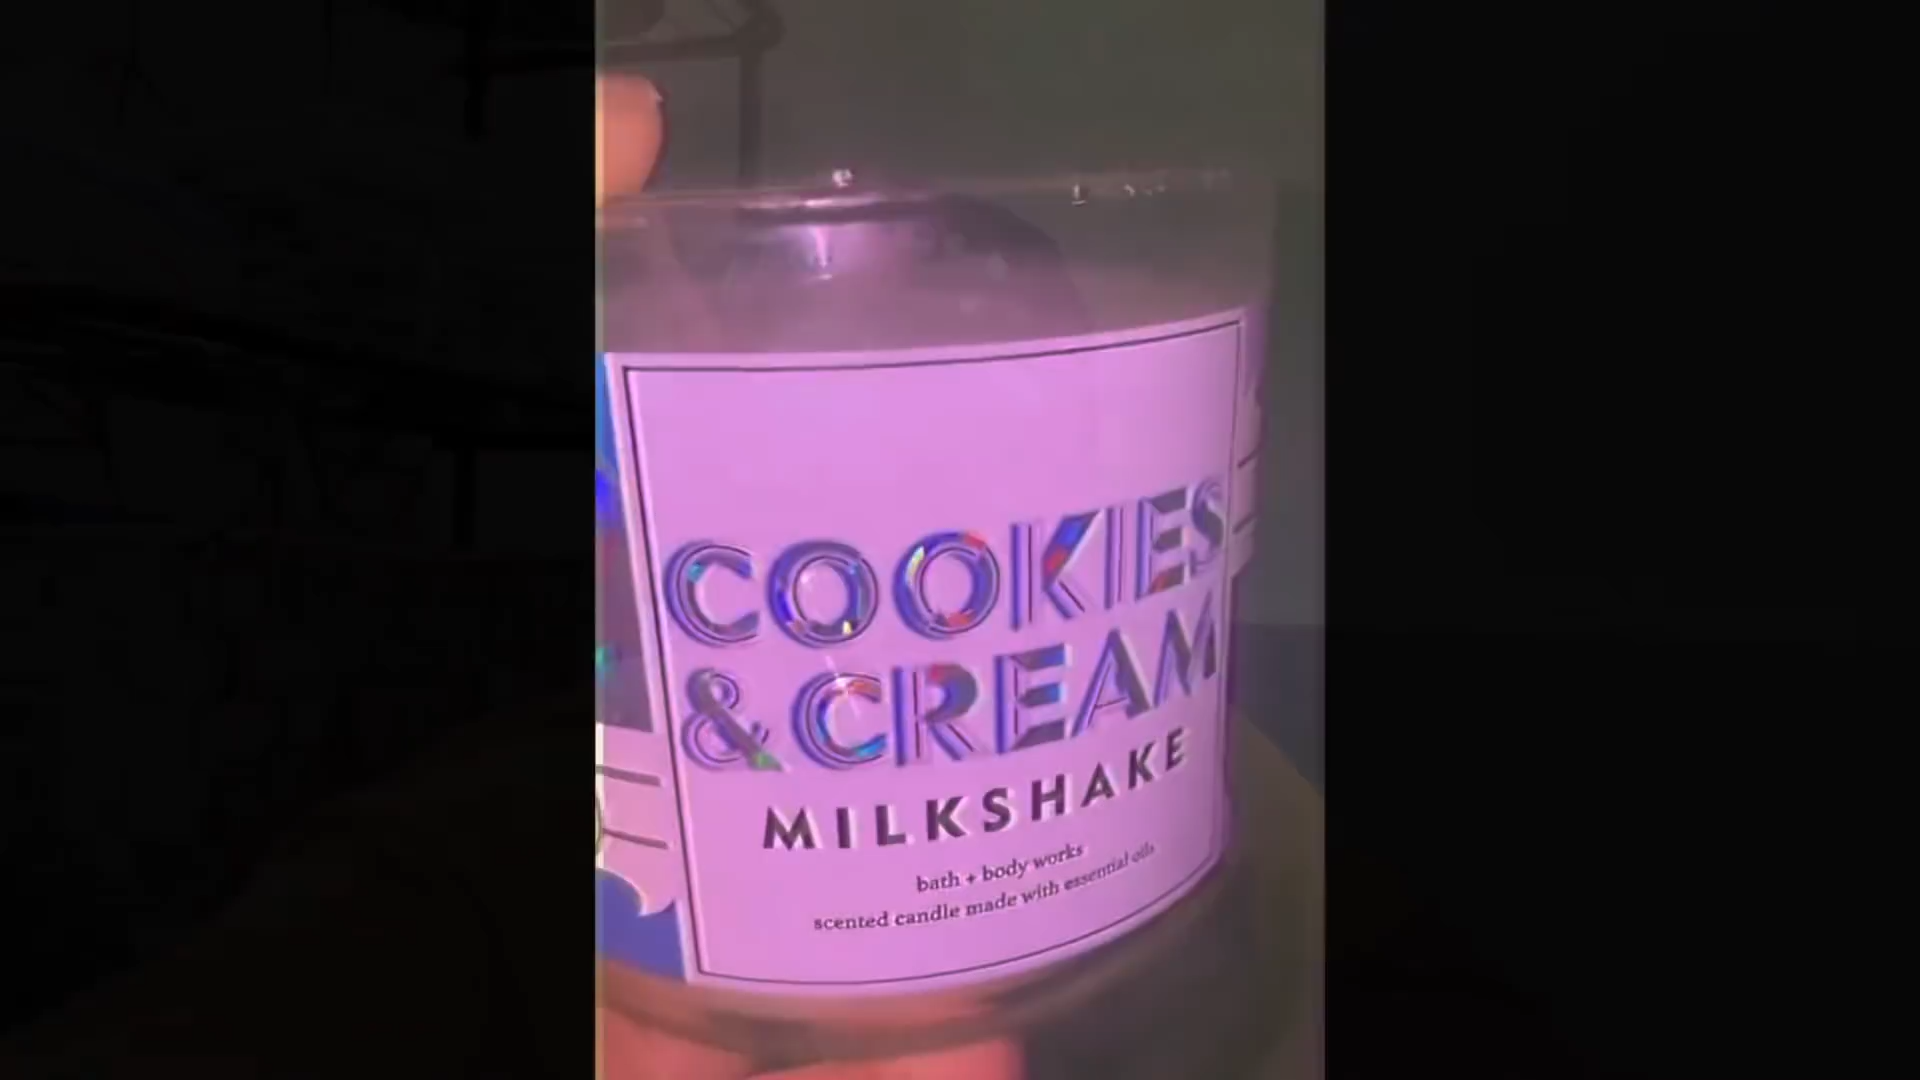 COOKIES
& CREAM
MILKSHAKE
bath + body works
scented candle made with essential oils